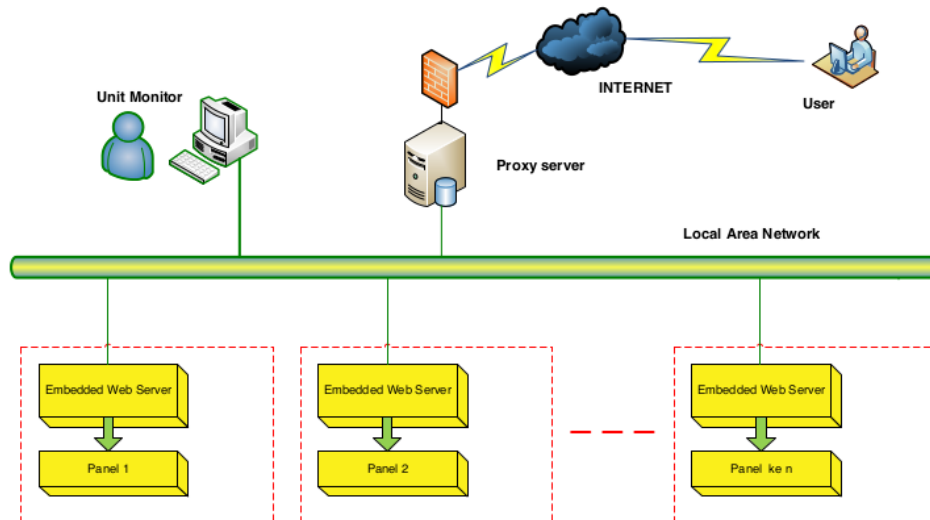 INTERNET
Unit Monitor
User
Proxy server
Local Area Network
Embedded Web Server
Embedded Web Server
Embedded Web Server
Panel 1
Panel 2
Panel ke n